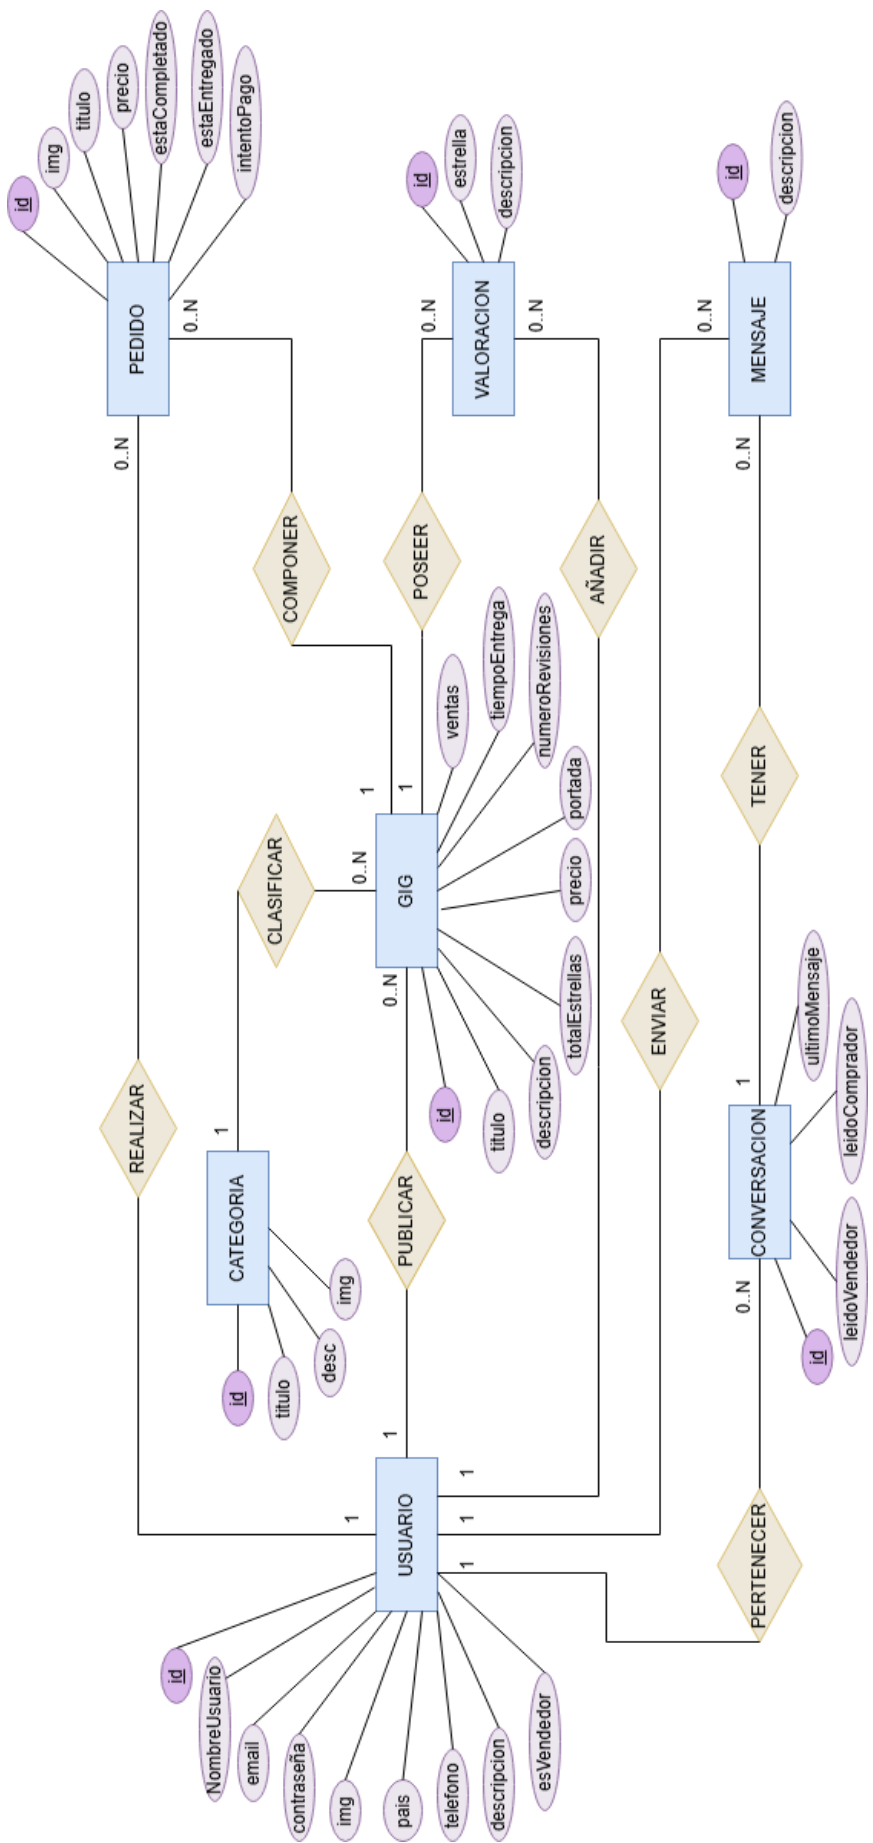 id
NombreUsuario
email
contraseña
img
pais
telefono
descripcion
esVendedor
USUARIO
1
1
1
1
1
REALIZAR
0..N
PEDIDO
id
img
titulo
precio
estaCompletado
estaEntregado
intentoPago
0..N
COMPONER
1
CATEGORIA
id
titulo
desc
img
1
CLASIFICAR
0..N
PUBLICAR
0..N
GIG
id
titulo
descripcion
totalEstrellas
precio
portada
numeroRevisiones
tiempoEntrega
ventas
1
POSEER
0..N
VALORACION
id
estrella
descripcion
0..N
AÑADIR
ENVIAR
0..N
MENSAJE
id
descripcion
0..N
TENER
1
CONVERSACION
id
leidoVendedor
leidoComprador
ultimoMensaje
0..N
PERTENECER